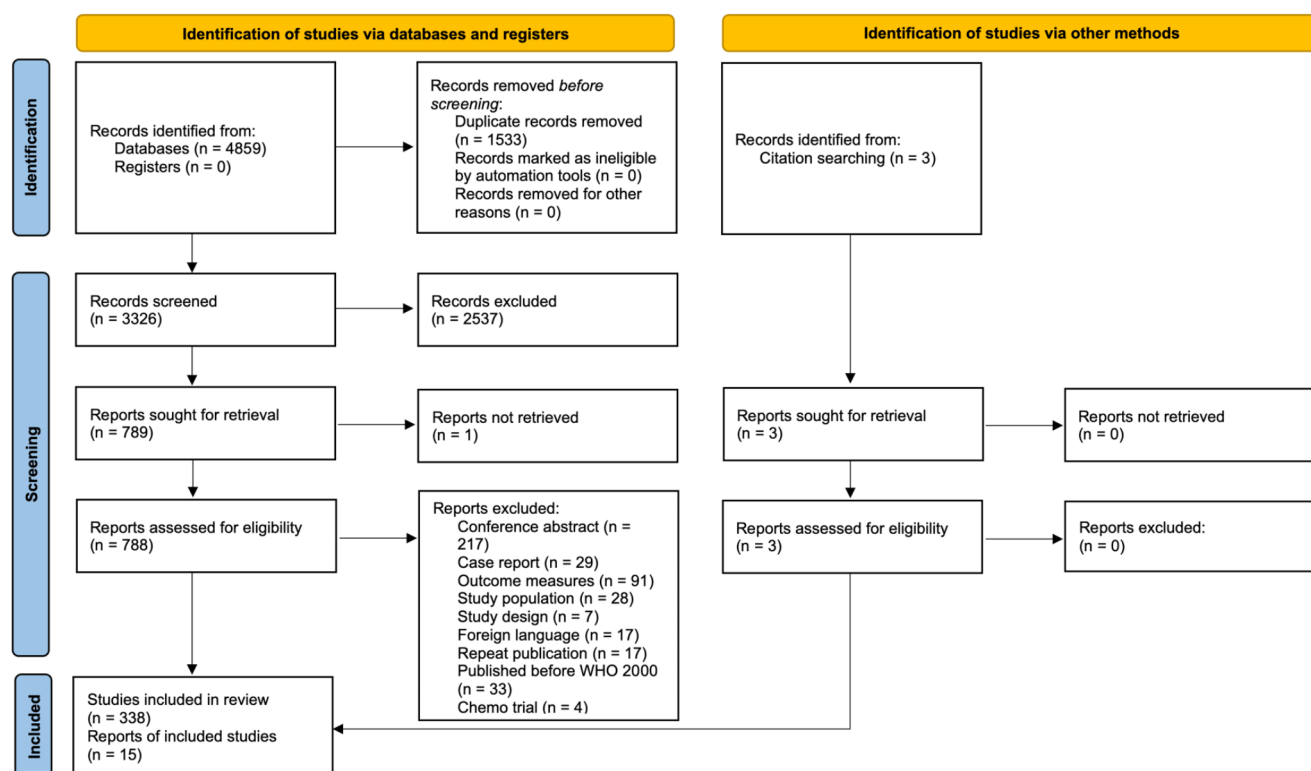 Identification of studies via databases and registers
Identification of studies via other methods
Identification
Records identified from:
Databases (n = 4859)
Registers (n = 0)
Records removed before
screening:
Duplicate records removed
(n = 1533)
Records marked as ineligible
by automation tools (n = 0)
Records removed for other
reasons (n = 0)
Records identified from:
Citation searching (n = 3)
Screening
Records screened
(n = 3326)
Records excluded
(n = 2537)
Reports sought for retrieval
(n = 789)
Reports not retrieved
(n = 1)
Reports sought for retrieval
(n = 3)
Reports not retrieved
(n = 0)
Reports assessed for eligibility
(n = 788)
Reports excluded:
Conference abstract (n =
217)
Case report (n = 29)
Outcome measures (n = 91)
Study population (n = 28)
Study design (n = 7)
Foreign language (n = 17)
Repeat publication (n = 17)
Published before WHO 2000
(n = 33)
Chemo trial (n = 4)
Reports assessed for eligibility
(n = 3)
Reports excluded:
(n = 0)
Included
Studies included in review
(n = 338)
Reports of included studies
(n = 15)